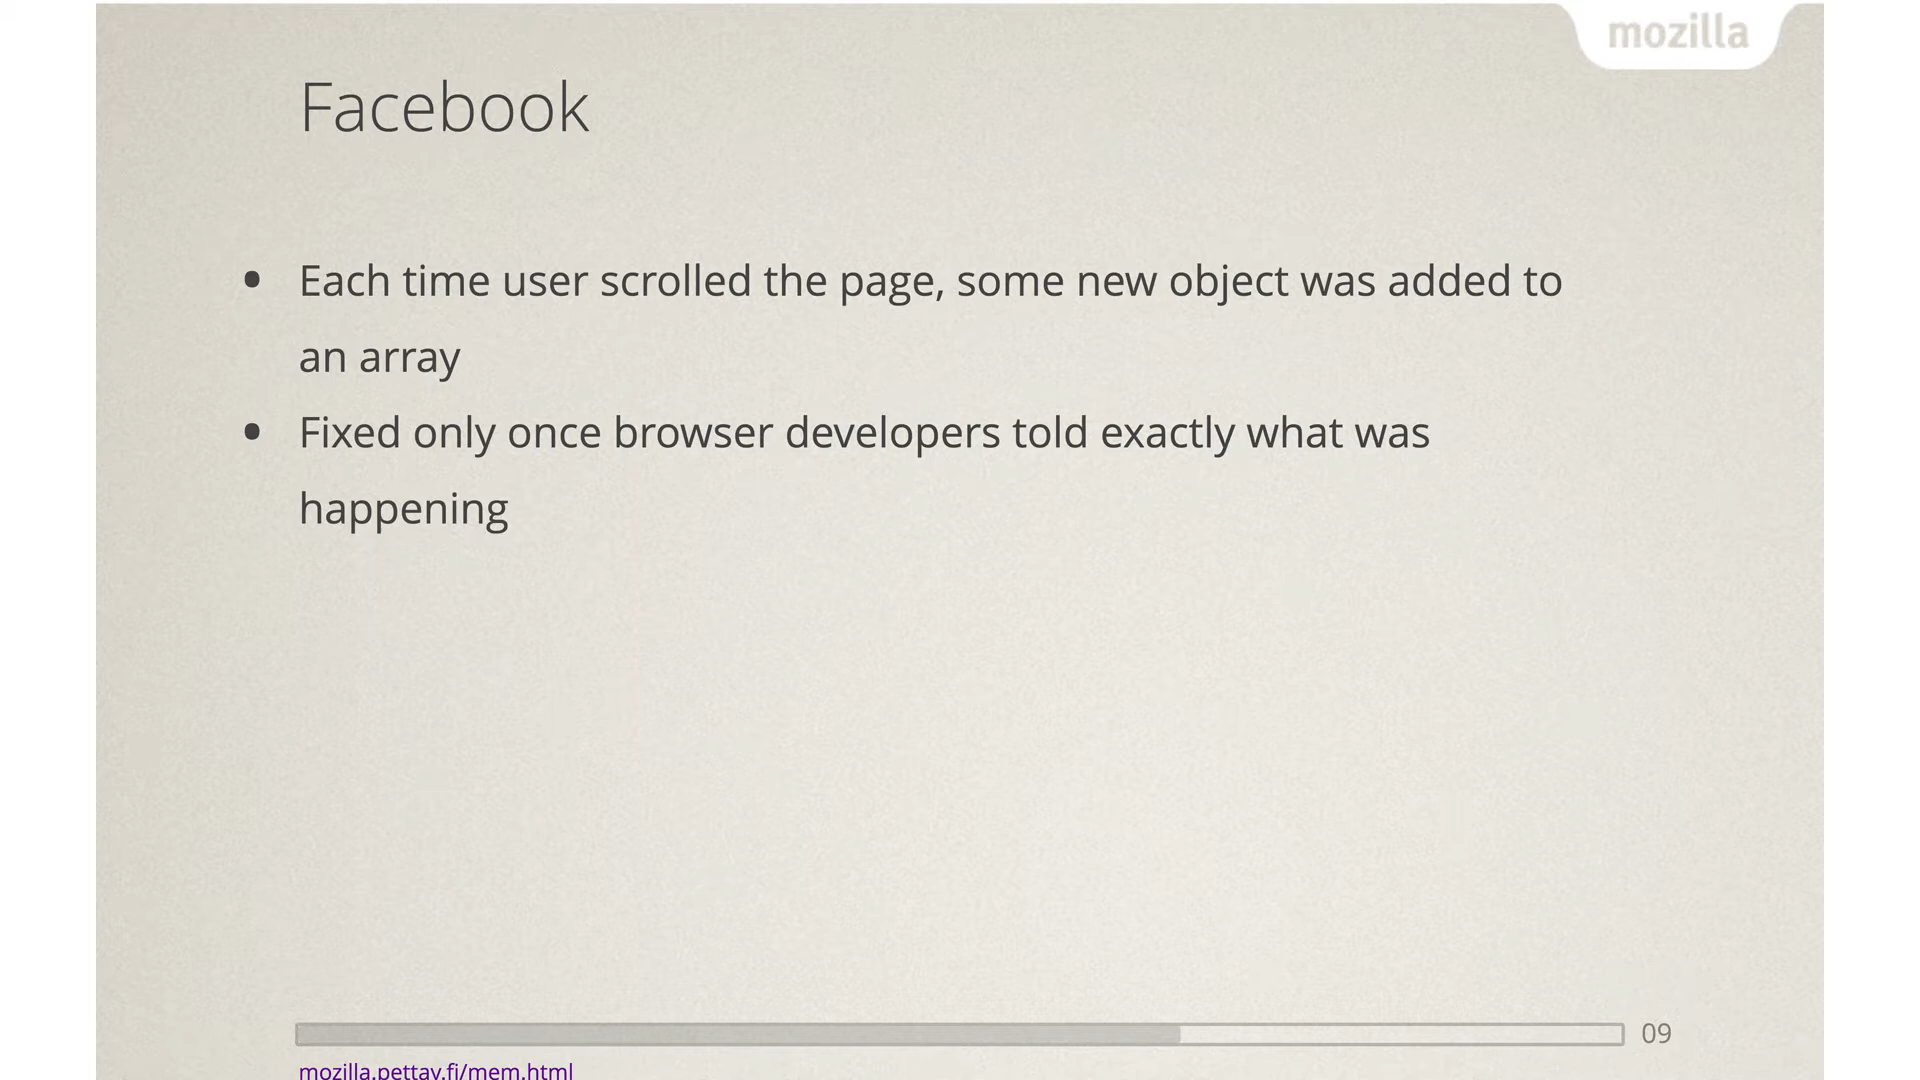 mozilla
Facebook
• Each time user scrolled the page, some new object was added to
an array
• Fixed only once browser developers told exactly what was
happening
09
mozilla.pettay.fi/mem.html